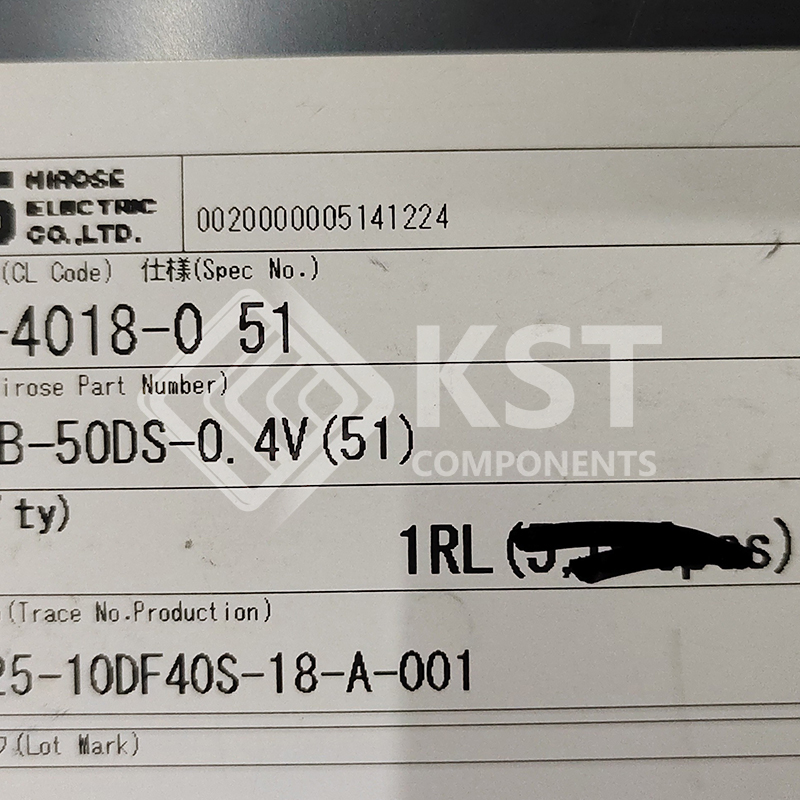 HIROSE
ELECTRIC
CO.,LTD.
0020000005141224
(CL Code) 仕様(Spec No.)
-4018-0 51
irose Part Number)
B-50DS-0.4V(51)
ty)
1RL(
(Trace No.Production)
25-10DF40S-18-A-001
(Lot Mark)
KST
COMPONENTS